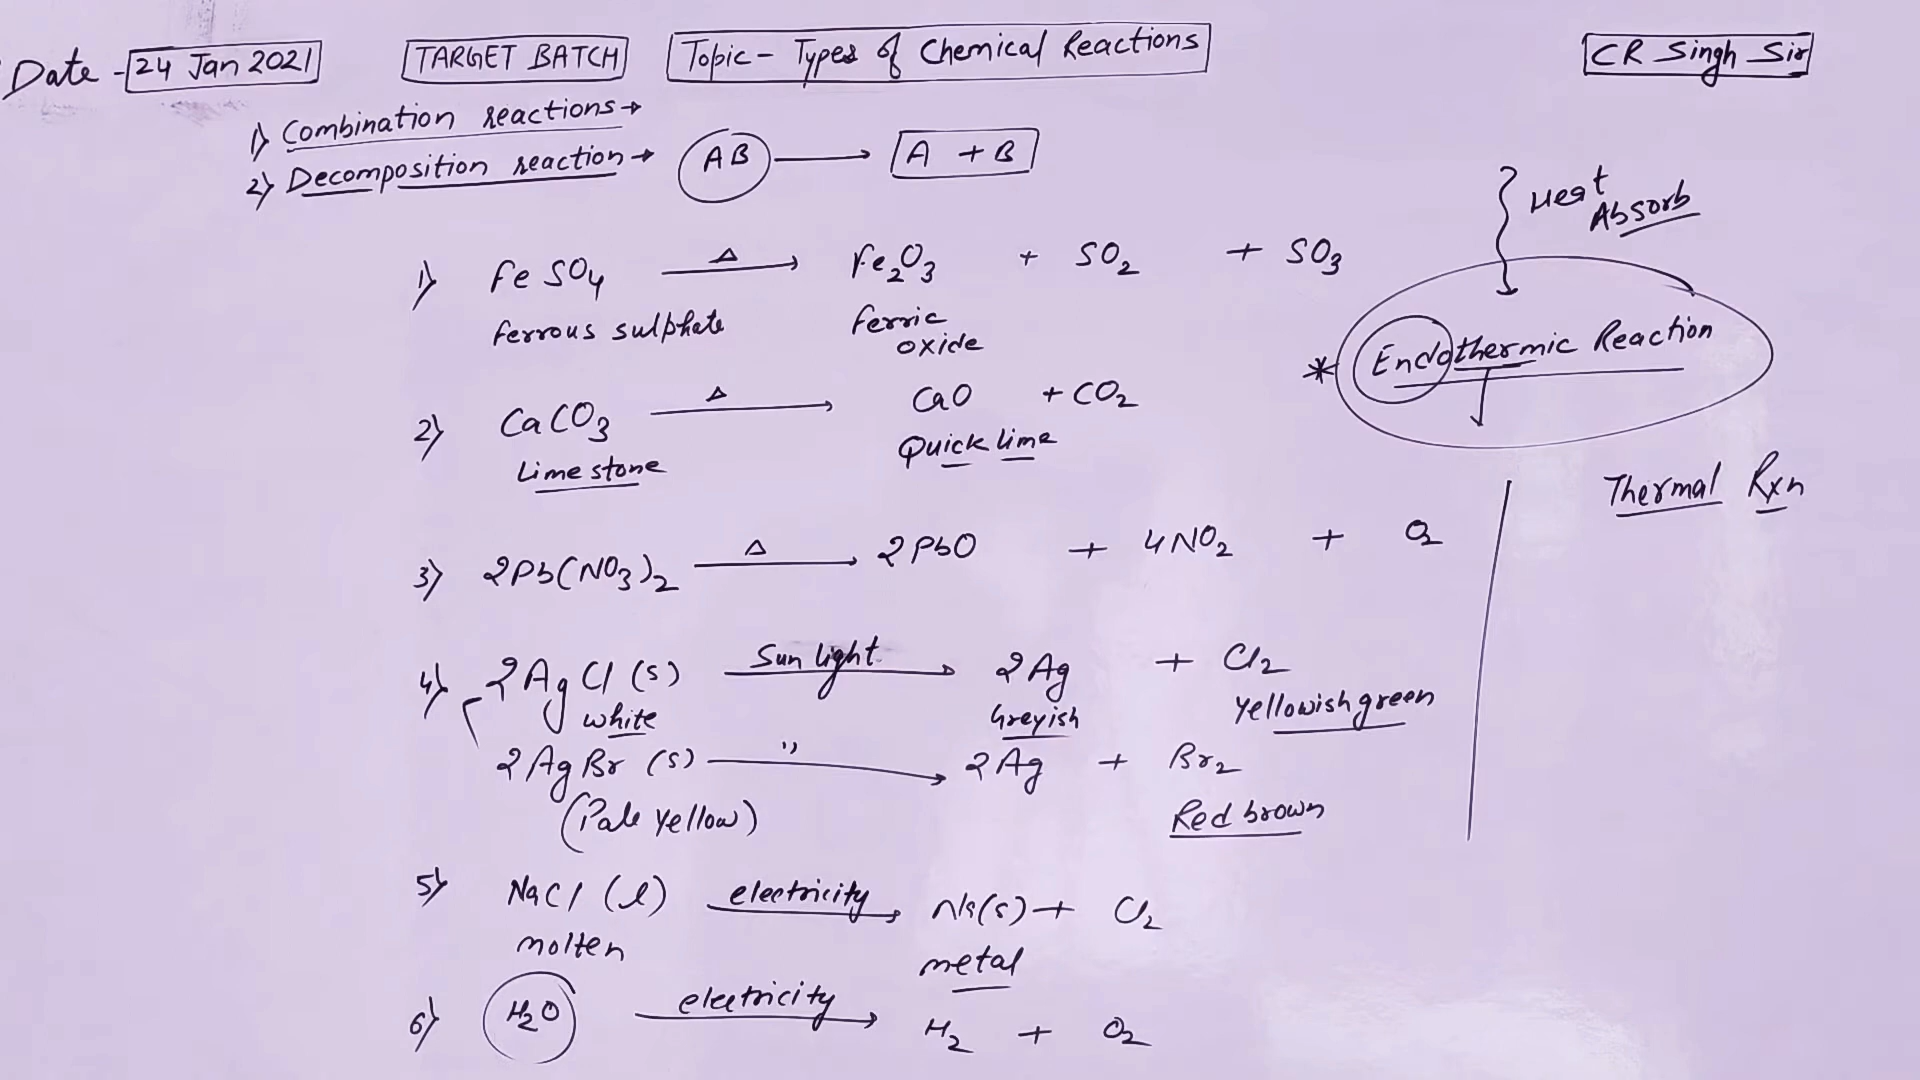 Date - 24 Jan 2021 TARGET BATCH Topic - Types of Chemical Reactions CR Singh Sir
1) Combination reactions →
2) Decomposition reaction → AB → A + B
Heat
Absorb
1) FeSO4 Δ→ Fe2O3 + SO2 + SO3
Ferrous sulphate Ferric
oxide
* Endothermic Reaction
2) CaCO3 Δ→ CaO + CO2
Lime stone Quick lime
Thermal Rxn
3) 2Pb(NO3)2 Δ→ 2PbO + 4NO2 + O2
4) 2AgCl (s) Sun light→ 2Ag + Cl2
white Greyish Yellowish green
2AgBr (s) ,,→ 2Ag + Br2
(Pale Yellow) Red brown
5) NaCl (l) electricity→ Na(s) + Cl2
molten metal
6) H2O electricity→ H2 + O2